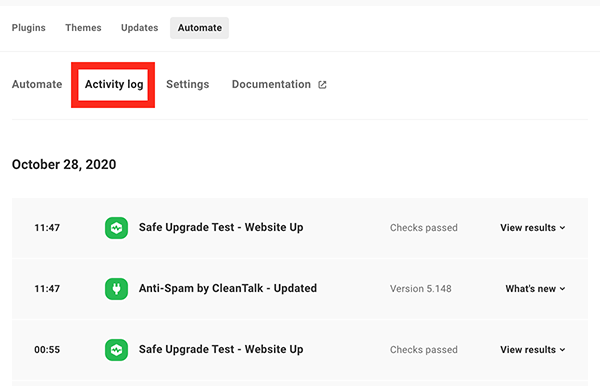 Plugins Themes Updates Automate
Automate Activity log Settings Documentation
October 28, 2020
11:47 Safe Upgrade Test - Website Up Checks passed View results
11:47 Anti-Spam by CleanTalk - Updated Version 5.148 What's new
00:55 Safe Upgrade Test - Website Up Checks passed View results